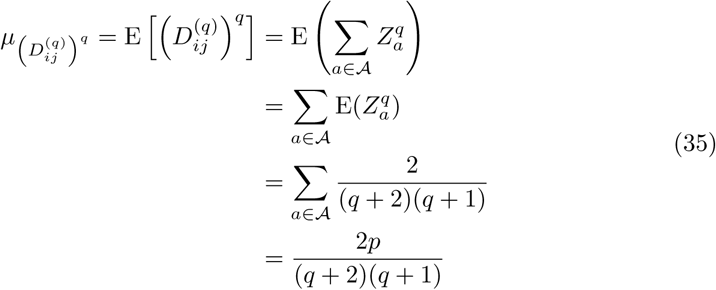 μ_{(D_{ij}^{(q)})^q} = E[(D_{ij}^{(q)})^q] = E(∑_{a∈𝒜} Z_a^q)
= ∑_{a∈𝒜} E(Z_a^q)
(35)
= ∑_{a∈𝒜} 2/((q + 2)(q + 1))
= 2p/((q + 2)(q + 1))